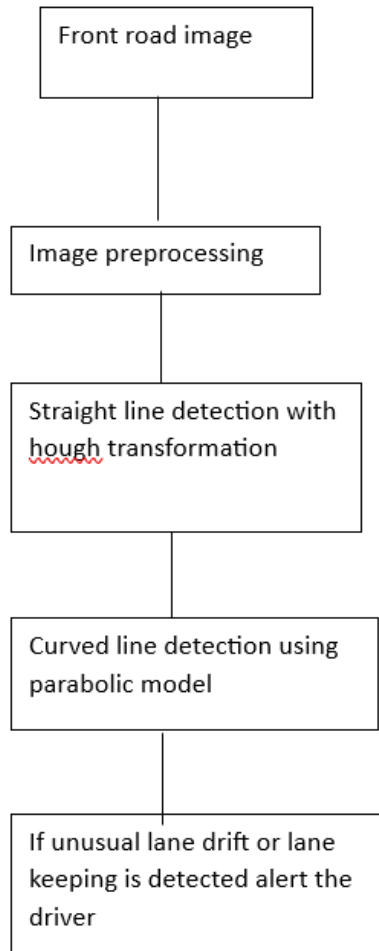 Front road image
Image preprocessing
Straight line detection with
hough transformation
Curved line detection using
parabolic model
If unusual lane drift or lane
keeping is detected alert the
driver